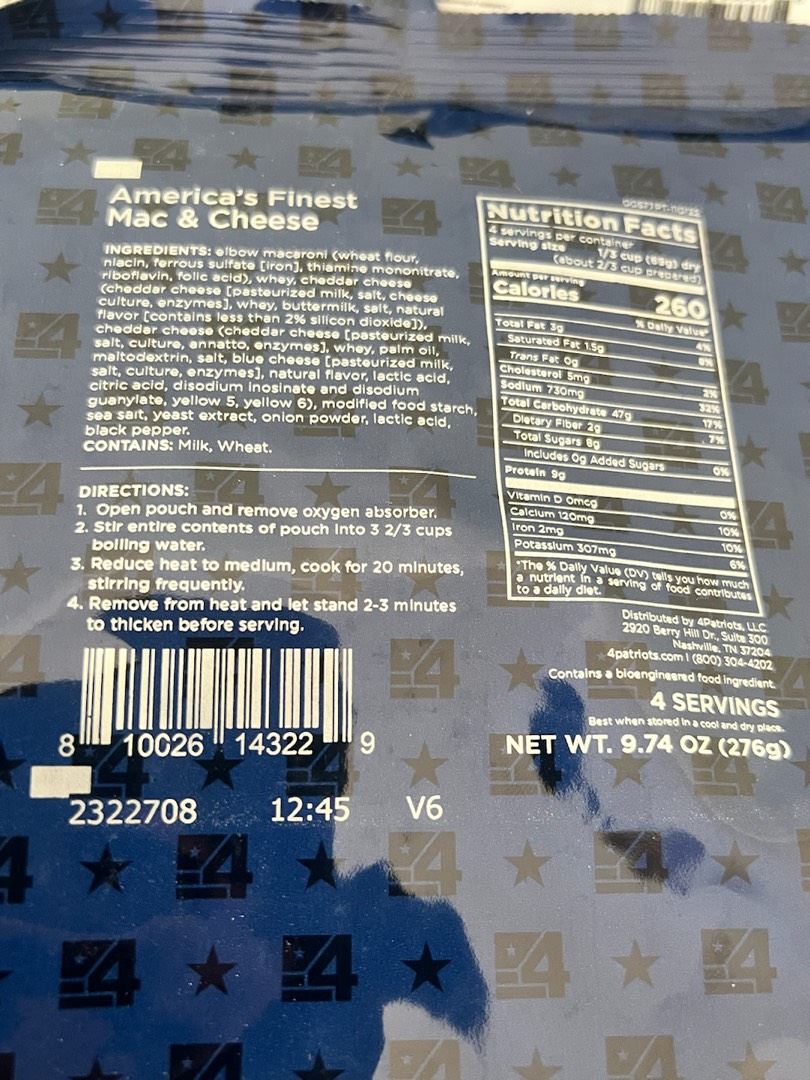 America's Finest
Mac & Cheese
INGREDIENTS: elbow macaroni (wheat flour,
niacin, ferrous sulfate [iron], thiamine mononitrate,
riboflavin, folic acid), whey, cheddar cheese
(cheddar cheese [pasteurized milk, salt, cheese
culture, enzymes], whey, buttermilk, salt, natural
flavor [contains less than 2% silicon dioxide]),
cheddar cheese (cheddar cheese [pasteurized milk,
salt, culture, annatto, enzymes], whey, palm oil,
maltodextrin, salt, blue cheese [pasteurized milk,
salt, culture, enzymes], natural flavor, lactic acid,
citric acid, disodium inosinate and disodium
guanylate, yellow 5, yellow 6), modified food starch,
sea salt, yeast extract, onion powder, lactic acid,
black pepper.
CONTAINS: Milk, Wheat.
DIRECTIONS:
1. Open pouch and remove oxygen absorber.
2. Stir entire contents of pouch into 3 2/3 cups
boiling water.
3. Reduce heat to medium, cook for 20 minutes,
stirring frequently.
4. Remove from heat and let stand 2-3 minutes
to thicken before serving.
8 10026 14322 9
2322708 12:45 V6
Nutrition Facts
4 servings per container
Serving size 1/3 cup (69g) dry
(about 2/3 cup prepared)
Amount per serving
Calories 260
% Daily Value*
Total Fat 3g 4%
Saturated Fat 1.5g 8%
Trans Fat 0g
Cholesterol 5mg 2%
Sodium 730mg 32%
Total Carbohydrate 47g 17%
Dietary Fiber 2g 7%
Total Sugars 8g
Includes 0g Added Sugars 0%
Protein 9g
Vitamin D 0mcg 0%
Calcium 120mg 10%
Iron 2mg 10%
Potassium 307mg 6%
*The % Daily Value (DV) tells you how much
a nutrient in a serving of food contributes
to a daily diet.
Distributed by 4Patriots, LLC
2920 Berry Hill Dr., Suite 300
Nashville, TN 37204
4patriots.com | (800) 304-4202
Contains a bioengineered food ingredient.
4 SERVINGS
Best when stored in a cool and dry place.
NET WT. 9.74 OZ (276g)